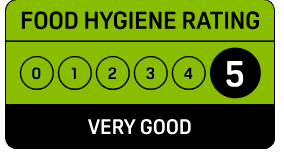 FOOD HYGIENE RATING
0 1 2 3 4 5
VERY GOOD